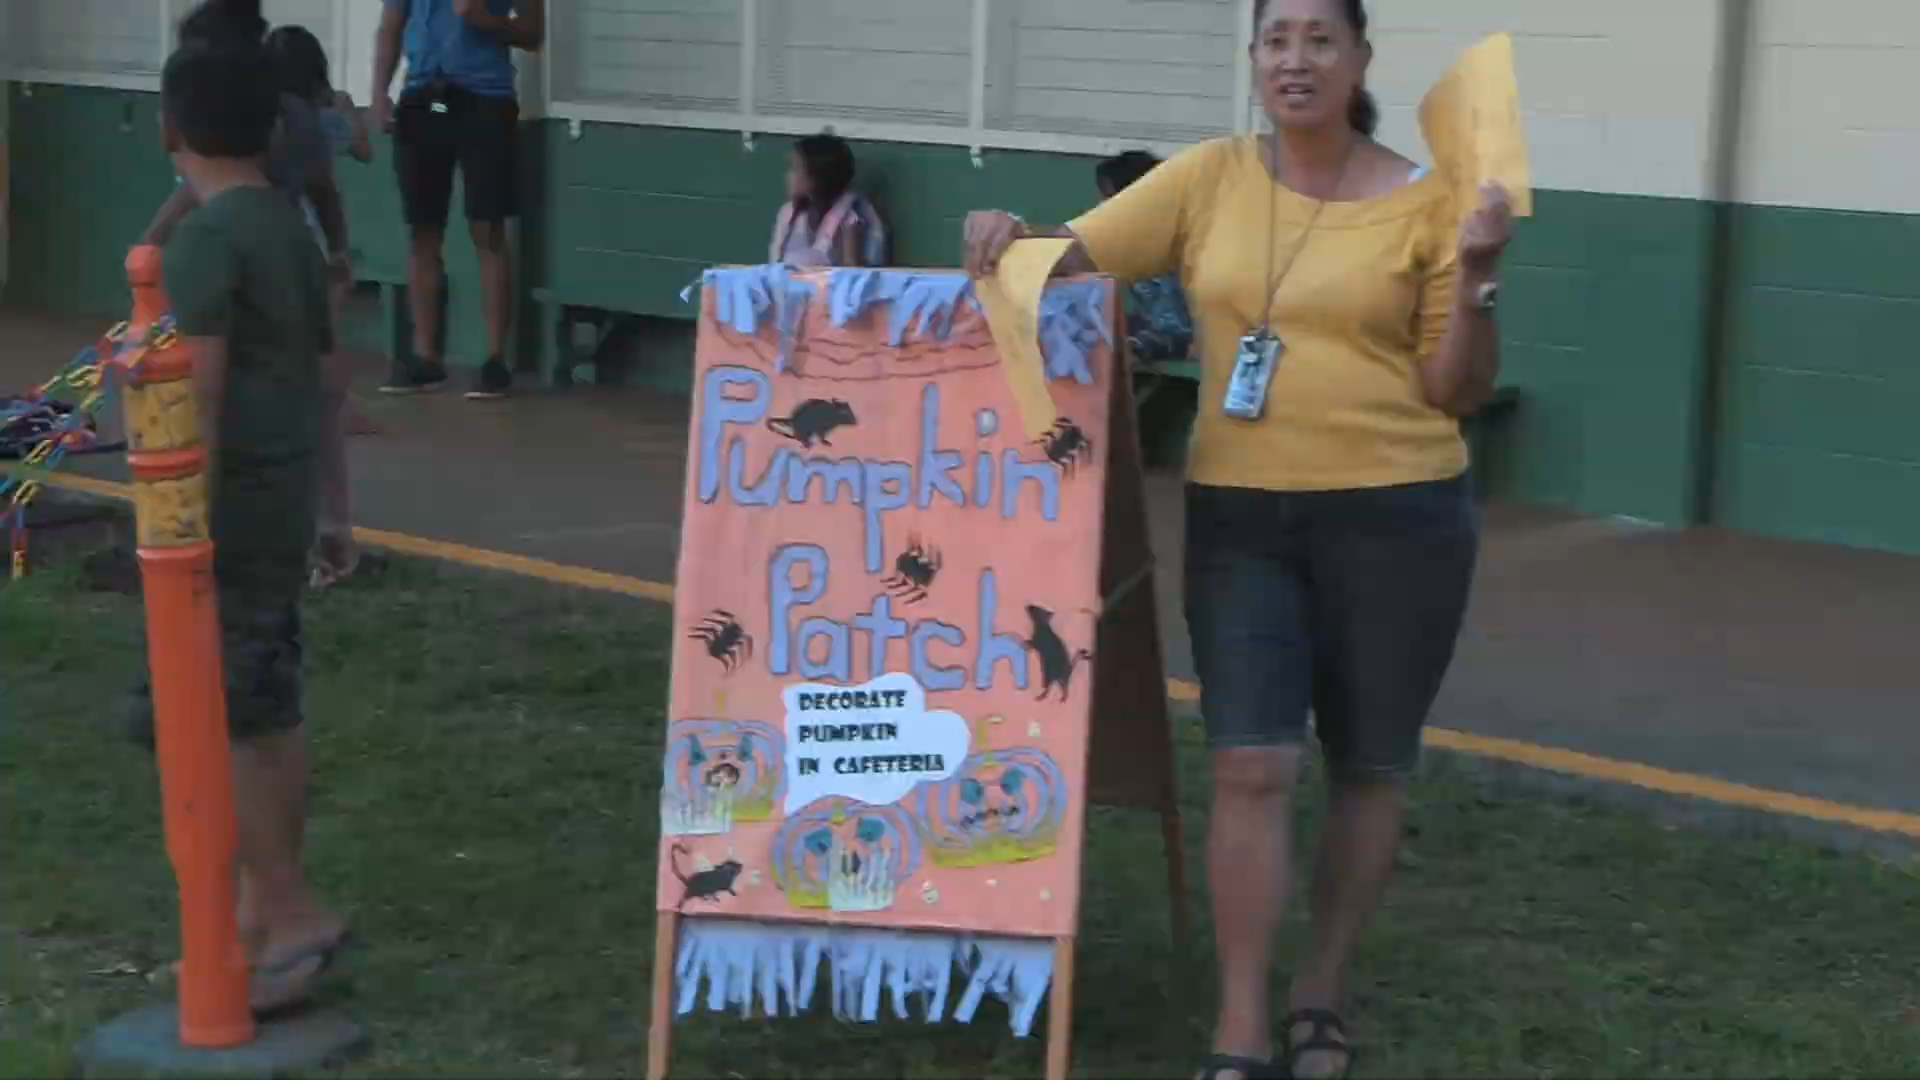 Pumpkin
Patch
DECORATE
PUMPKIN
IN CAFETERIA